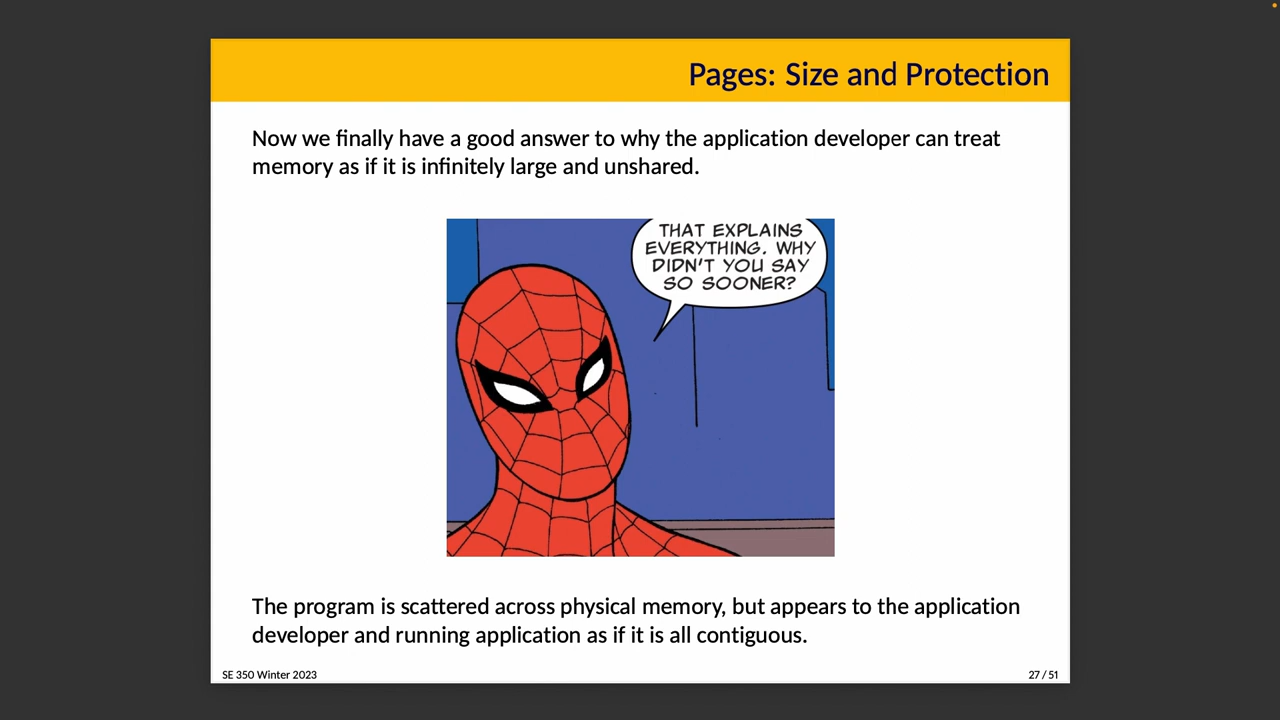 Pages: Size and Protection
Now we finally have a good answer to why the application developer can treat
memory as if it is infinitely large and unshared.
THAT EXPLAINS
EVERYTHING. WHY
DIDN'T YOU SAY
SO SOONER?
The program is scattered across physical memory, but appears to the application
developer and running application as if it is all contiguous.
SE 350 Winter 2023
27 / 51